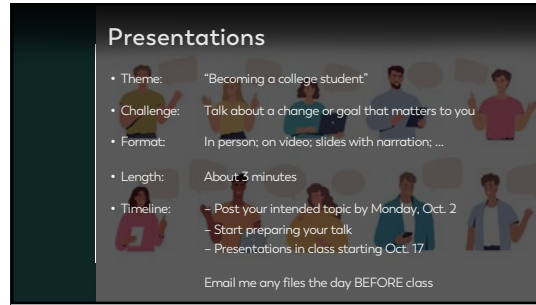 Presentations
• Theme: “Becoming a college student”
• Challenge: Talk about a change or goal that matters to you
• Format: In person; on video; slides with narration; ...
• Length: About 3 minutes
• Timeline: – Post your intended topic by Monday, Oct. 2
– Start preparing your talk
– Presentations in class starting Oct. 17
Email me any files the day BEFORE class